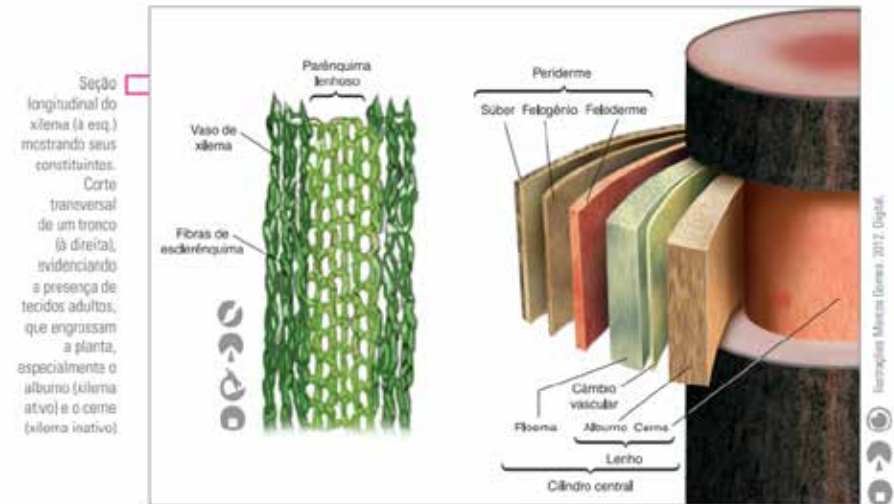 Seção
longitudinal do
xilema (à esq.)
mostrando seus
constituintes.
Corte
transversal
de um tronco
(à direita),
evidenciando
a presença de
tecidos adultos,
que engrossam
a planta,
especialmente o
alburno (xilema
ativo) e o cerne
(xilema inativo)
Parênquima
lenhoso
Vaso de
xilema
Fibras de
esclerênquima
Periderme
Súber Felogênio Feloderme
Câmbio
vascular
Floema Alburno Cerne
Lenho
Cilindro central
Ilustrações: Marcos Gomes. 2012. Digital.